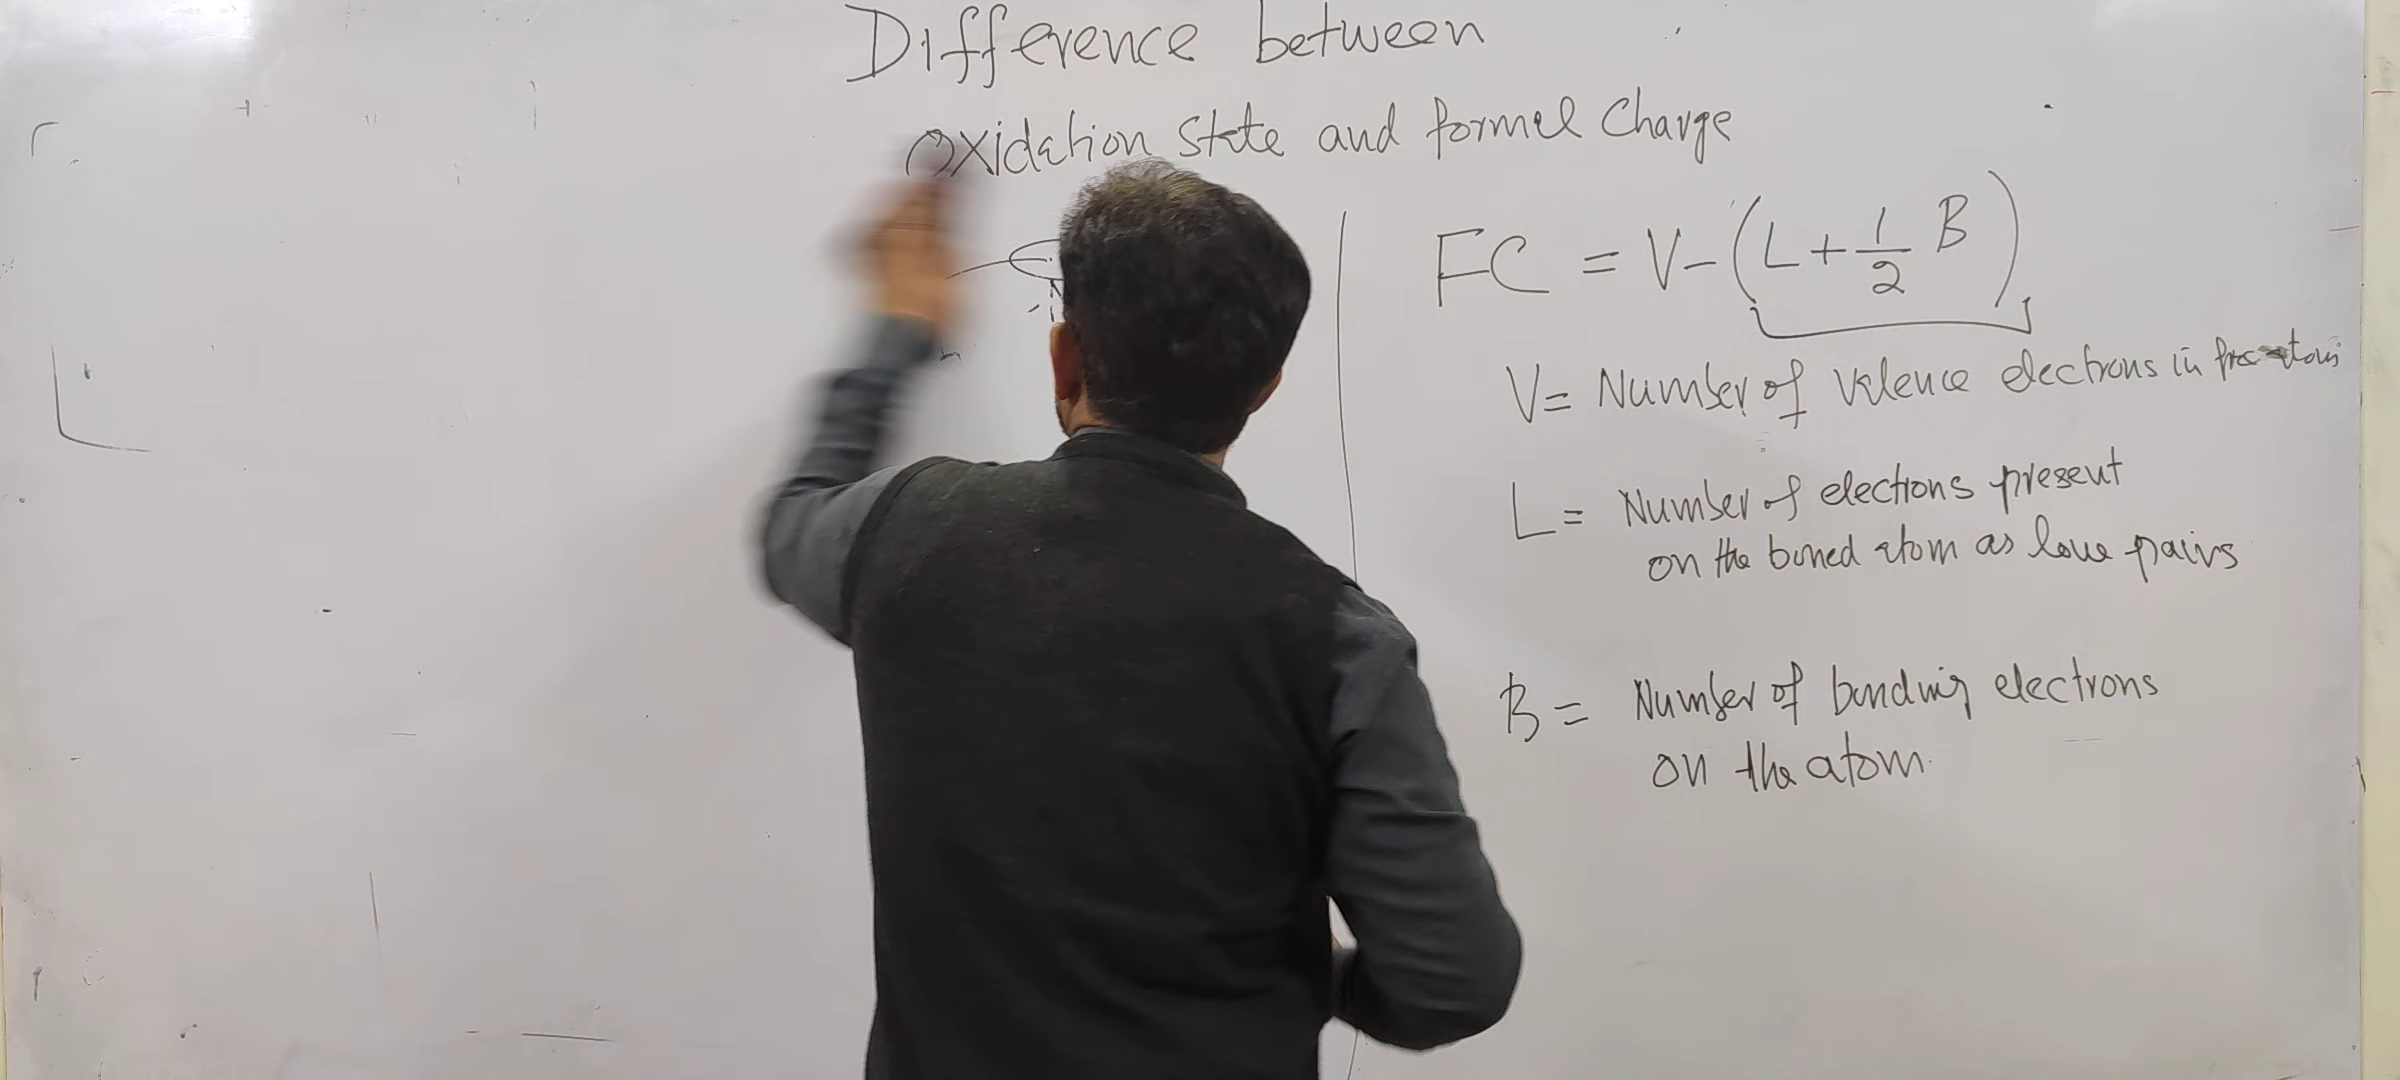 Difference between
Oxidation State and formal Charge
FC = V-(L+1/2 B)
V= Number of valence electrons in free atom
L= Number of electrons present
on the boned atom as lone pairs
B= Number of bonding electrons
on the atom.